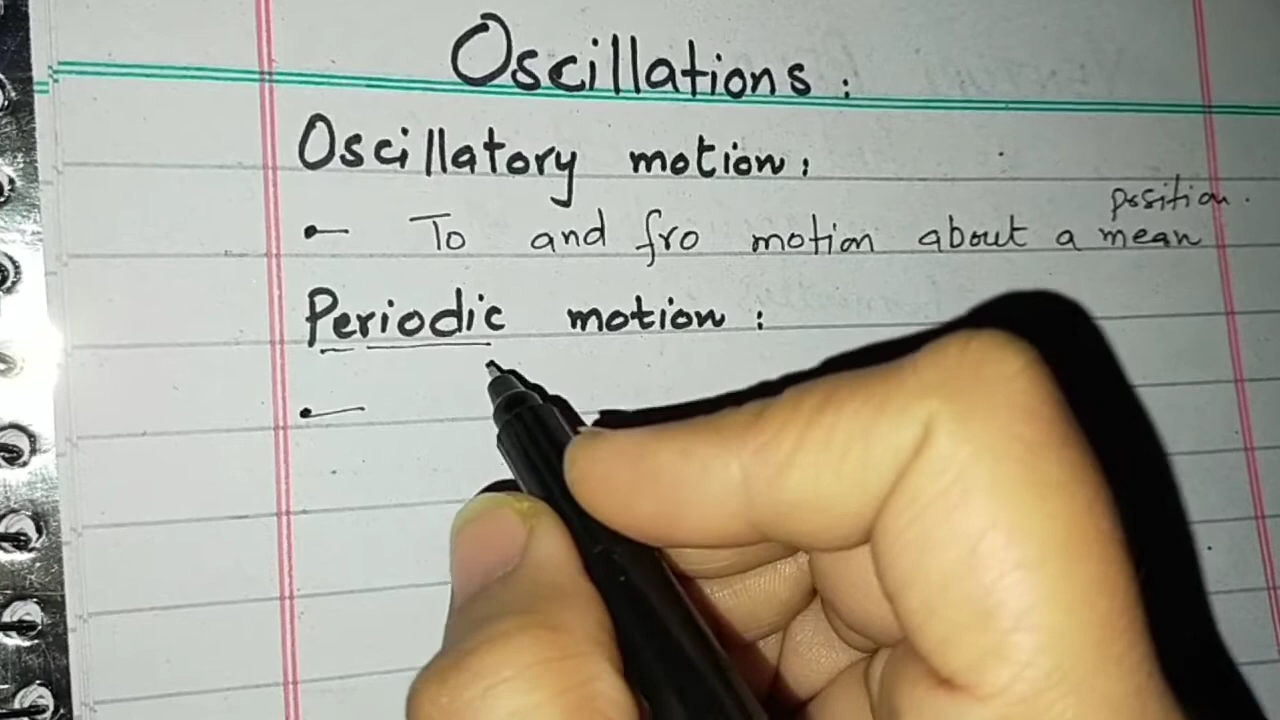 Oscillations :
Oscillatory motion :
- To and fro motion about a mean position.
Periodic motion :
-